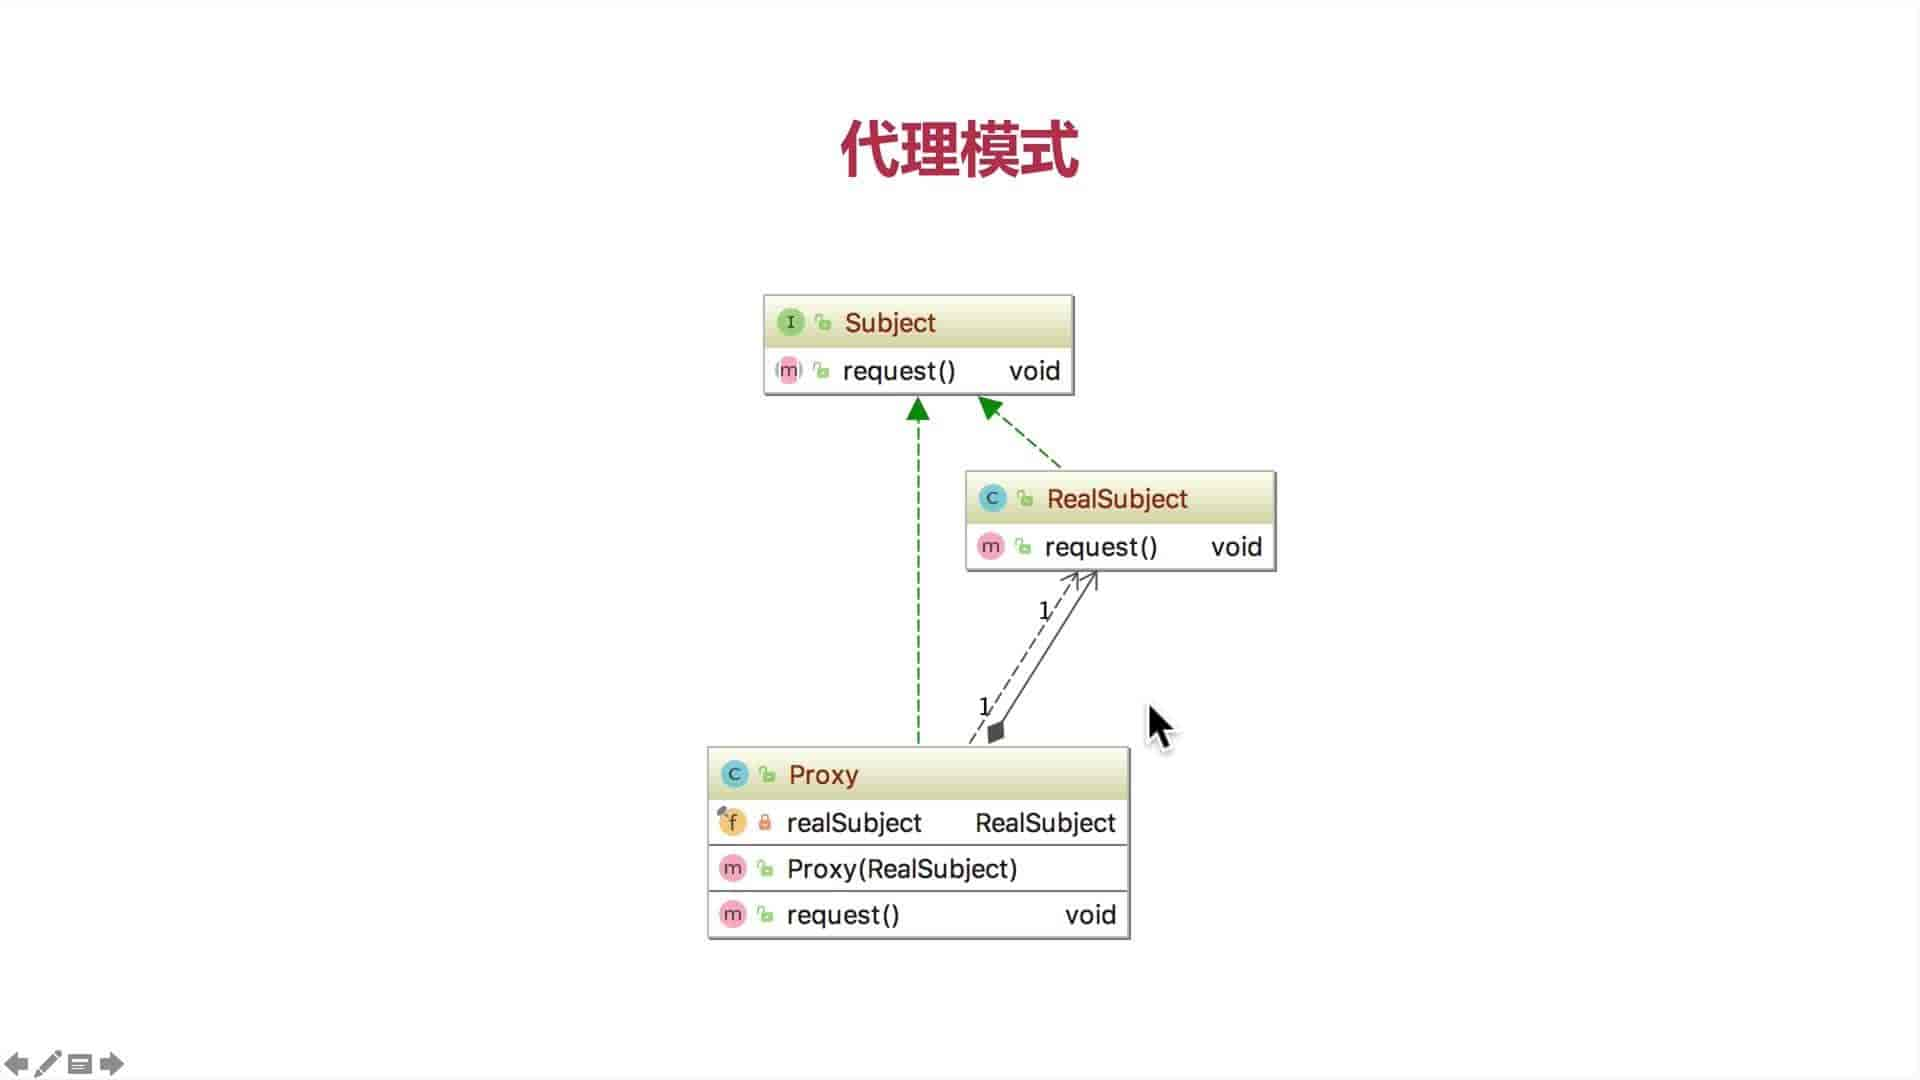 代理模式
I Subject
m request() void
C RealSubject
m request() void
1
1
C Proxy
f realSubject RealSubject
m Proxy(RealSubject)
m request() void